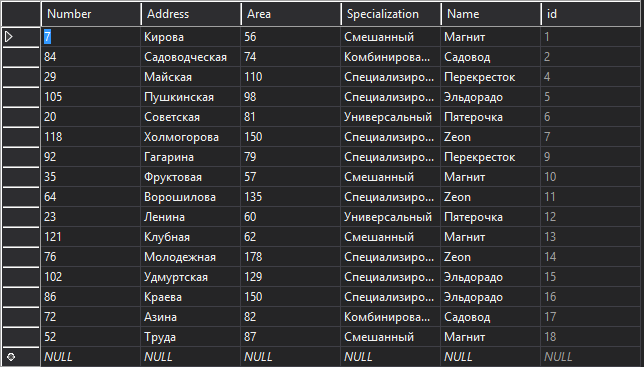 Number Address Area Specialization Name id
7 Кирова 56 Смешанный Магнит 1
84 Садоводческая 74 Комбинирова... Садовод 2
29 Майская 110 Специализиро... Перекресток 4
105 Пушкинская 98 Специализиро... Эльдорадо 5
20 Советская 81 Универсальный Пятерочка 6
118 Холмогорова 150 Специализиро... Zeon 7
92 Гагарина 79 Специализиро... Перекресток 9
35 Фруктовая 57 Смешанный Магнит 10
64 Ворошилова 135 Специализиро... Zeon 11
23 Ленина 60 Универсальный Пятерочка 12
121 Клубная 62 Смешанный Магнит 13
76 Молодежная 178 Специализиро... Zeon 14
102 Удмуртская 129 Специализиро... Эльдорадо 15
86 Краева 150 Специализиро... Эльдорадо 16
72 Азина 82 Комбинирова... Садовод 17
52 Труда 87 Смешанный Магнит 18
NULL NULL NULL NULL NULL NULL